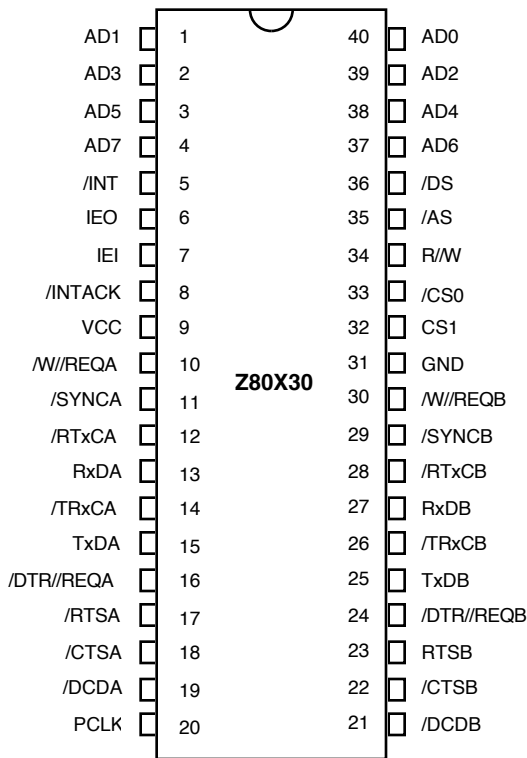 AD1 1 40 AD0
AD3 2 39 AD2
AD5 3 38 AD4
AD7 4 37 AD6
/INT 5 36 /DS
IEO 6 35 /AS
IEI 7 34 R//W
/INTACK 8 33 /CS0
VCC 9 32 CS1
/W//REQA 10 31 GND
Z80X30
/SYNCA 11 30 /W//REQB
/RTxCA 12 29 /SYNCB
RxDA 13 28 /RTxCB
/TRxCA 14 27 RxDB
TxDA 15 26 /TRxCB
/DTR//REQA 16 25 TxDB
/RTSA 17 24 /DTR//REQB
/CTSA 18 23 RTSB
/DCDA 19 22 /CTSB
PCLK 20 21 /DCDB